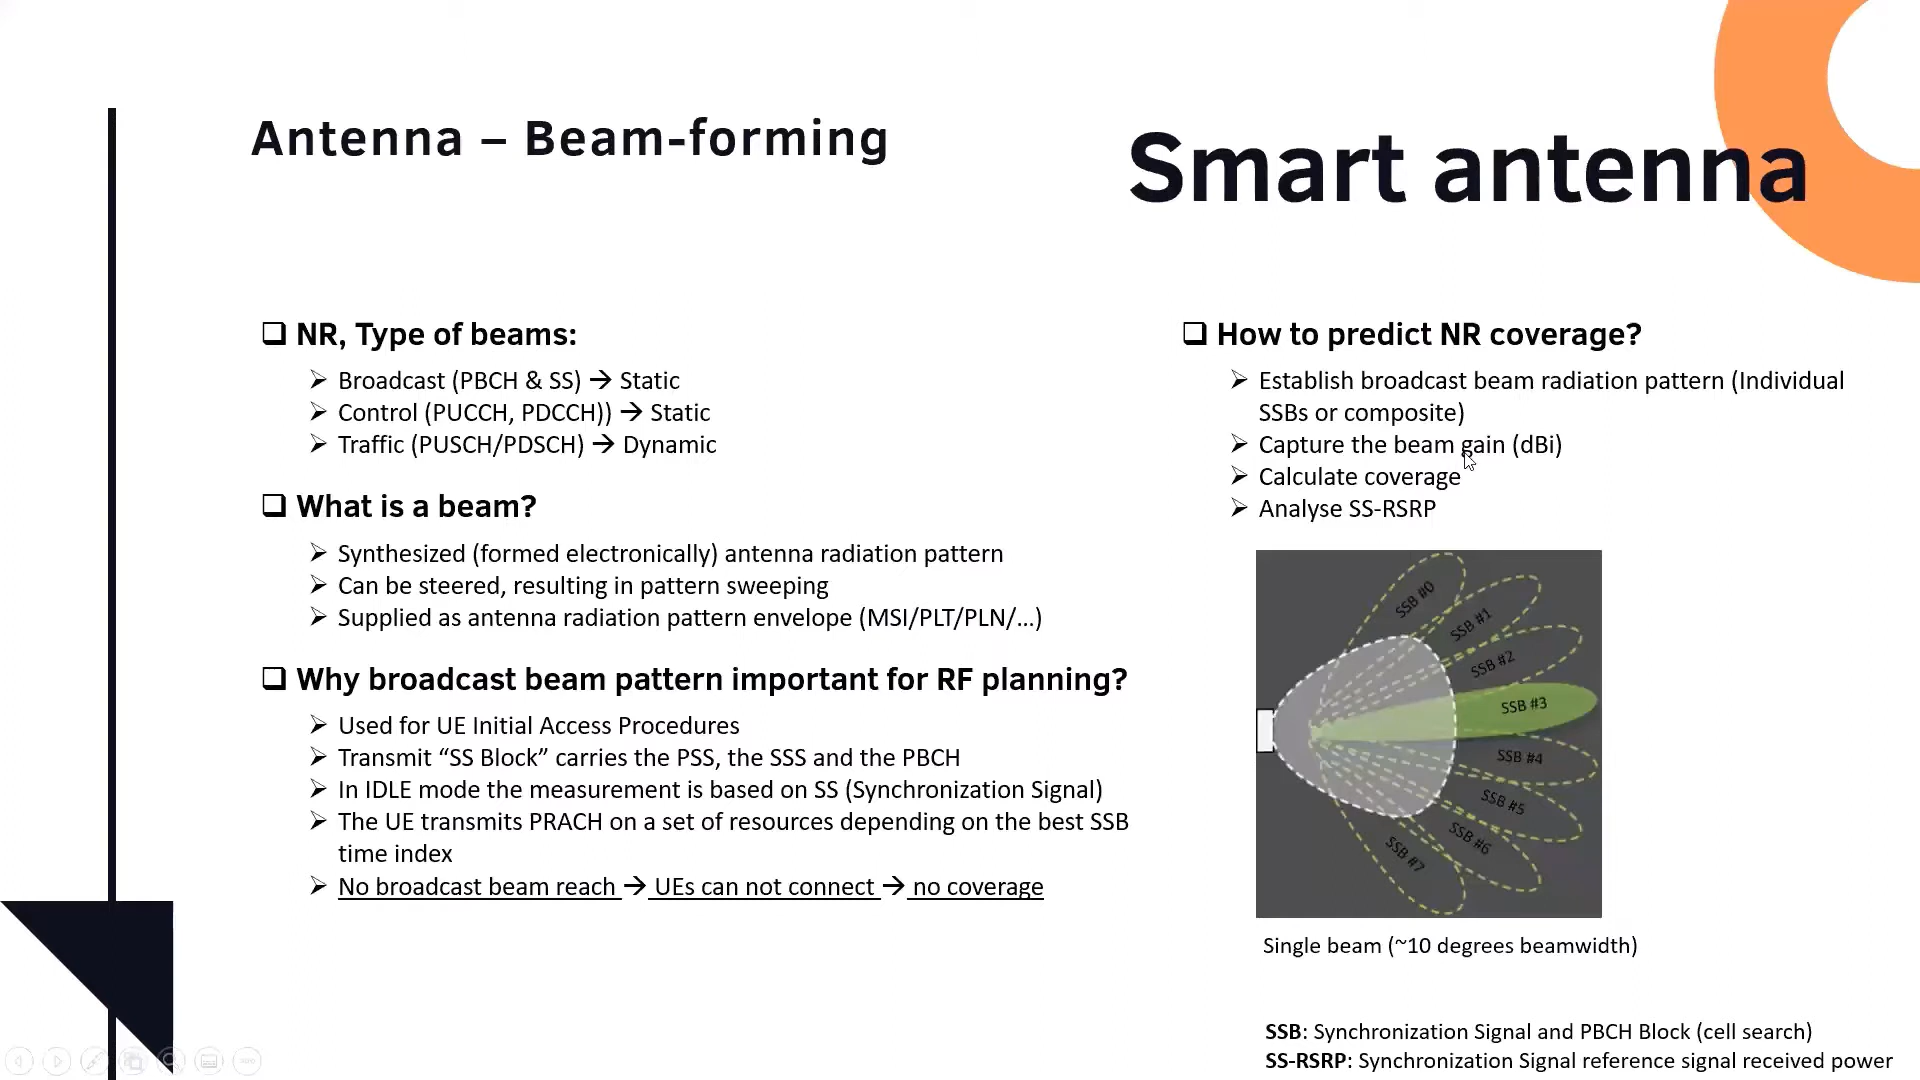 Antenna – Beam-forming
Smart antenna
❑ NR, Type of beams:
➢ Broadcast (PBCH & SS) → Static
➢ Control (PUCCH, PDCCH)) → Static
➢ Traffic (PUSCH/PDSCH) → Dynamic
❑ What is a beam?
➢ Synthesized (formed electronically) antenna radiation pattern
➢ Can be steered, resulting in pattern sweeping
➢ Supplied as antenna radiation pattern envelope (MSI/PLT/PLN/...)
❑ Why broadcast beam pattern important for RF planning?
➢ Used for UE Initial Access Procedures
➢ Transmit “SS Block” carries the PSS, the SSS and the PBCH
➢ In IDLE mode the measurement is based on SS (Synchronization Signal)
➢ The UE transmits PRACH on a set of resources depending on the best SSB
time index
➢ No broadcast beam reach → UEs can not connect → no coverage
❑ How to predict NR coverage?
➢ Establish broadcast beam radiation pattern (Individual
SSBs or composite)
➢ Capture the beam gain (dBi)
➢ Calculate coverage
➢ Analyse SS-RSRP
SSB #0
SSB #1
SSB #2
SSB #3
SSB #4
SSB #5
SSB #6
SSB #7
Single beam (~10 degrees beamwidth)
SSB: Synchronization Signal and PBCH Block (cell search)
SS-RSRP: Synchronization Signal reference signal received power